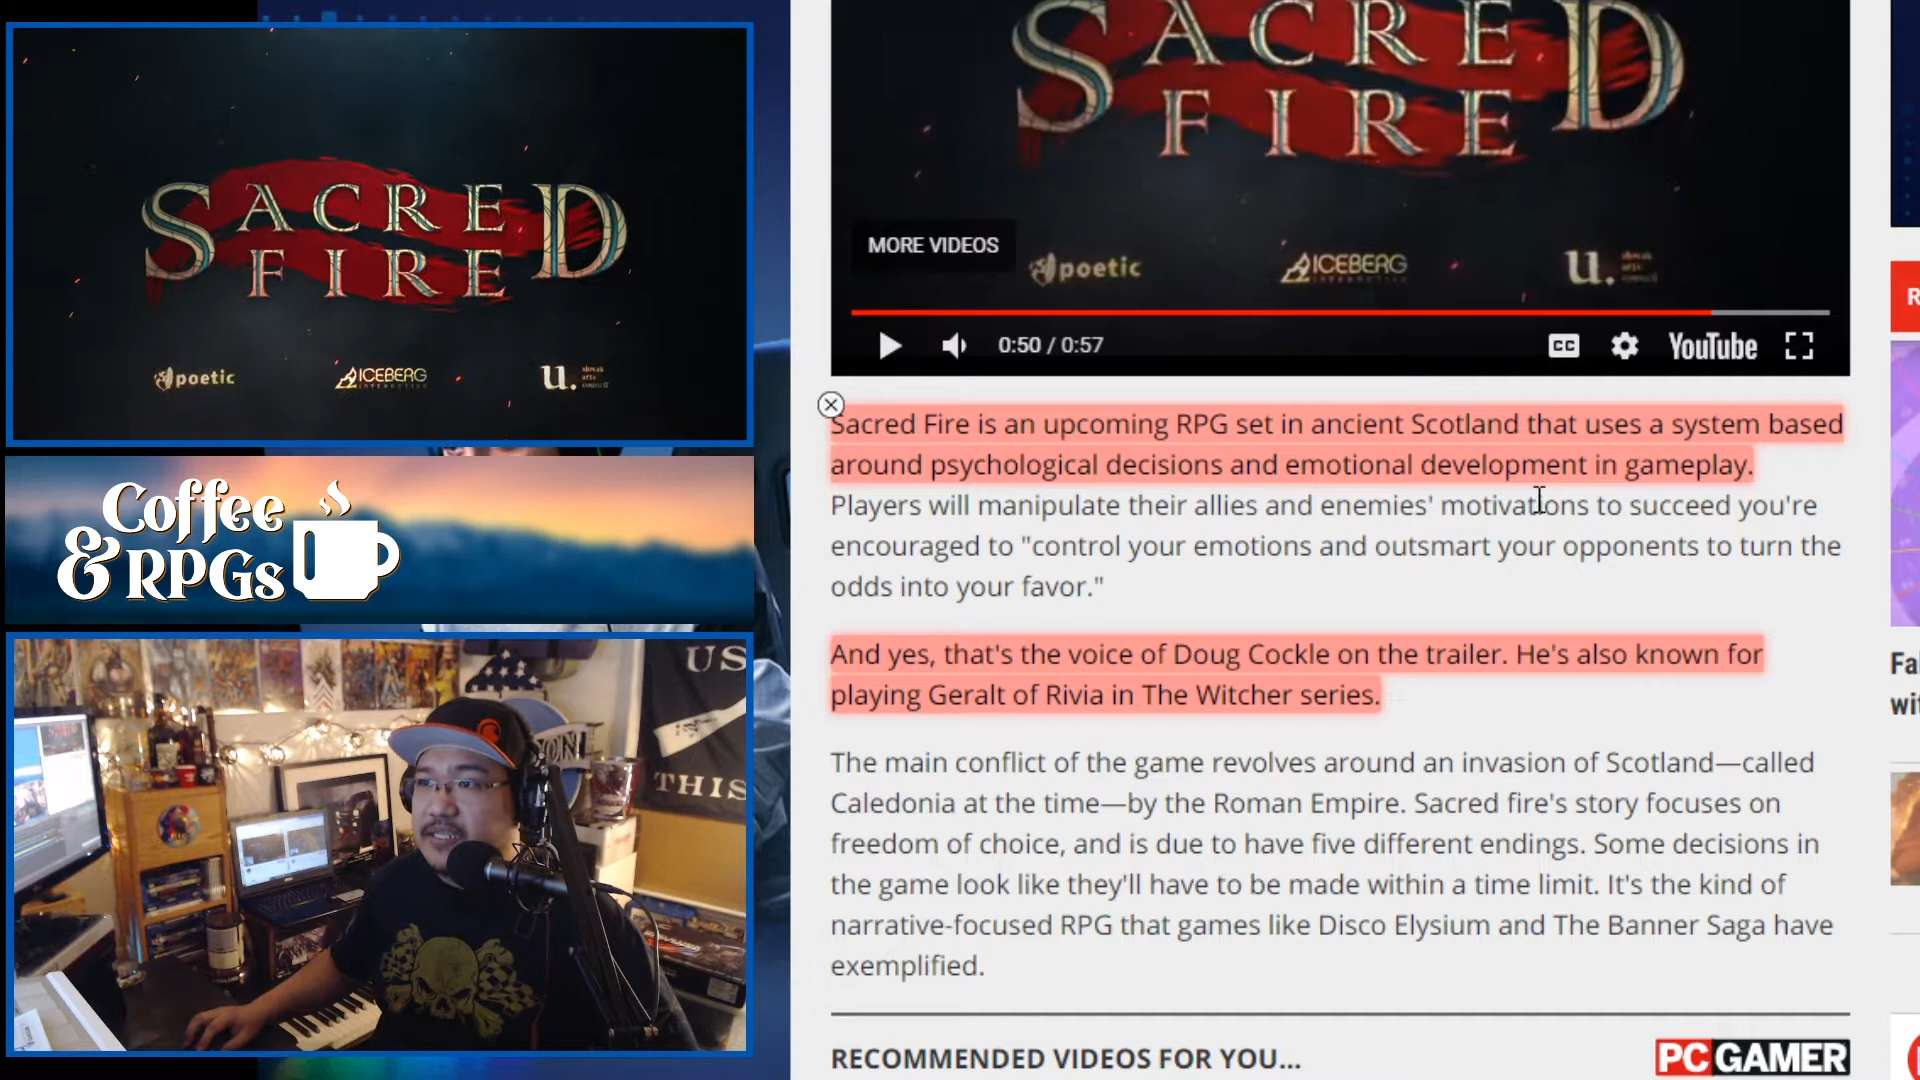 SACRED
FIRE
poetic
ICEBERG
INTERACTIVE
u. slovak
arts
council
Coffee
& RPGs
US
ON
THIS
SACRED
FIRE
MORE VIDEOS
poetic
ICEBERG
u.
0:50 / 0:57
CC
YouTube
Sacred Fire is an upcoming RPG set in ancient Scotland that uses a system based
around psychological decisions and emotional development in gameplay.
Players will manipulate their allies and enemies' motivations to succeed you're
encouraged to "control your emotions and outsmart your opponents to turn the
odds into your favor."
And yes, that's the voice of Doug Cockle on the trailer. He's also known for
playing Geralt of Rivia in The Witcher series.
The main conflict of the game revolves around an invasion of Scotland—called
Caledonia at the time—by the Roman Empire. Sacred fire's story focuses on
freedom of choice, and is due to have five different endings. Some decisions in
the game look like they'll have to be made within a time limit. It's the kind of
narrative-focused RPG that games like Disco Elysium and The Banner Saga have
exemplified.
RECOMMENDED VIDEOS FOR YOU...
PC GAMER
R
Fa
wi